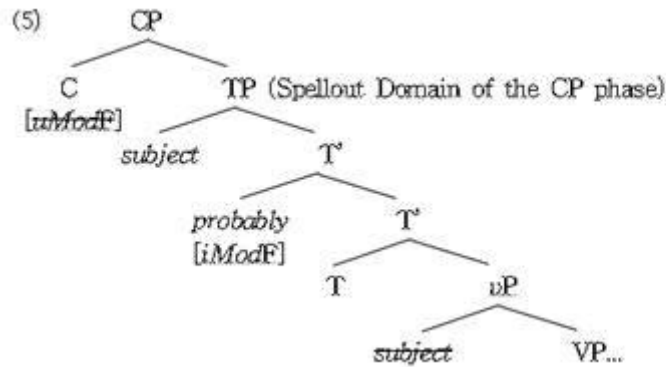 (5) CP
C TP (Spellout Domain of the CP phase)
[uModF]
subject T'
probably T'
[iModF]
T vP
subject VP...